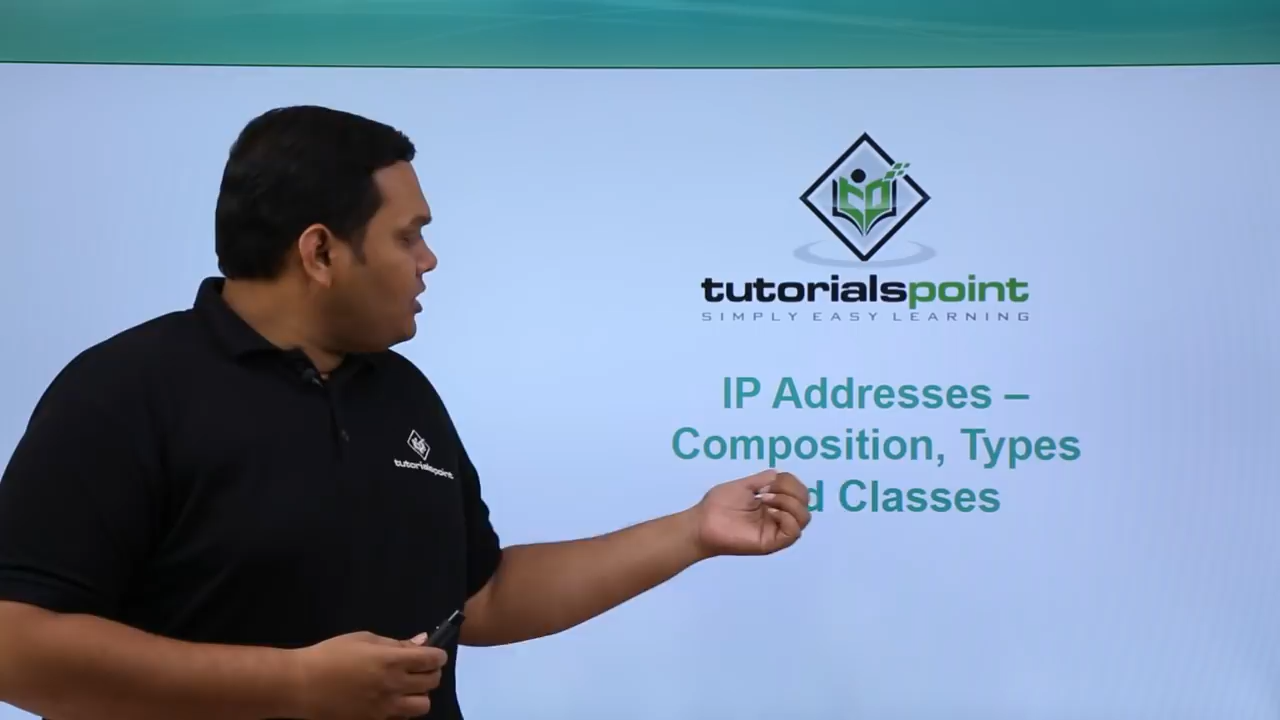 tutorialspoint
SIMPLY EASY LEARNING
IP Addresses –
Composition, Types
d Classes
tutorialspoint